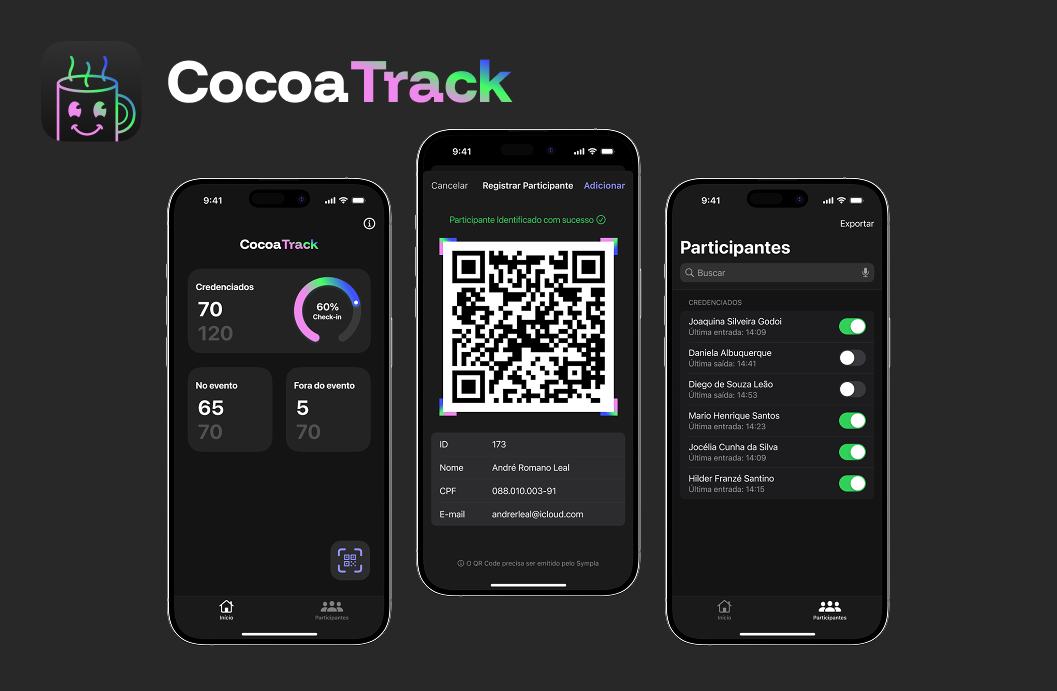 CocoaTrack
9:41
CocoaTrack
Credenciados
70
120
60%
Check-in
No evento
65
70
Fora do evento
5
70
Início
Participantes
9:41
Cancelar
Registrar Participante
Adicionar
Participante Identificado com sucesso
ID 173
Nome André Romano Leal
CPF 088.010.003-91
E-mail andrerleal@icloud.com
O QR Code precisa ser emitido pelo Sympla
9:41
Exportar
Participantes
Buscar
CREDENCIADOS
Joaquina Silveira Godoi
Última entrada: 14:09
Daniela Albuquerque
Última saída: 14:41
Diego de Souza Leão
Última saída: 14:53
Mario Henrique Santos
Última entrada: 14:23
Jocélia Cunha da Silva
Última entrada: 14:09
Hilder Franzé Santino
Última entrada: 14:15
Início
Participantes